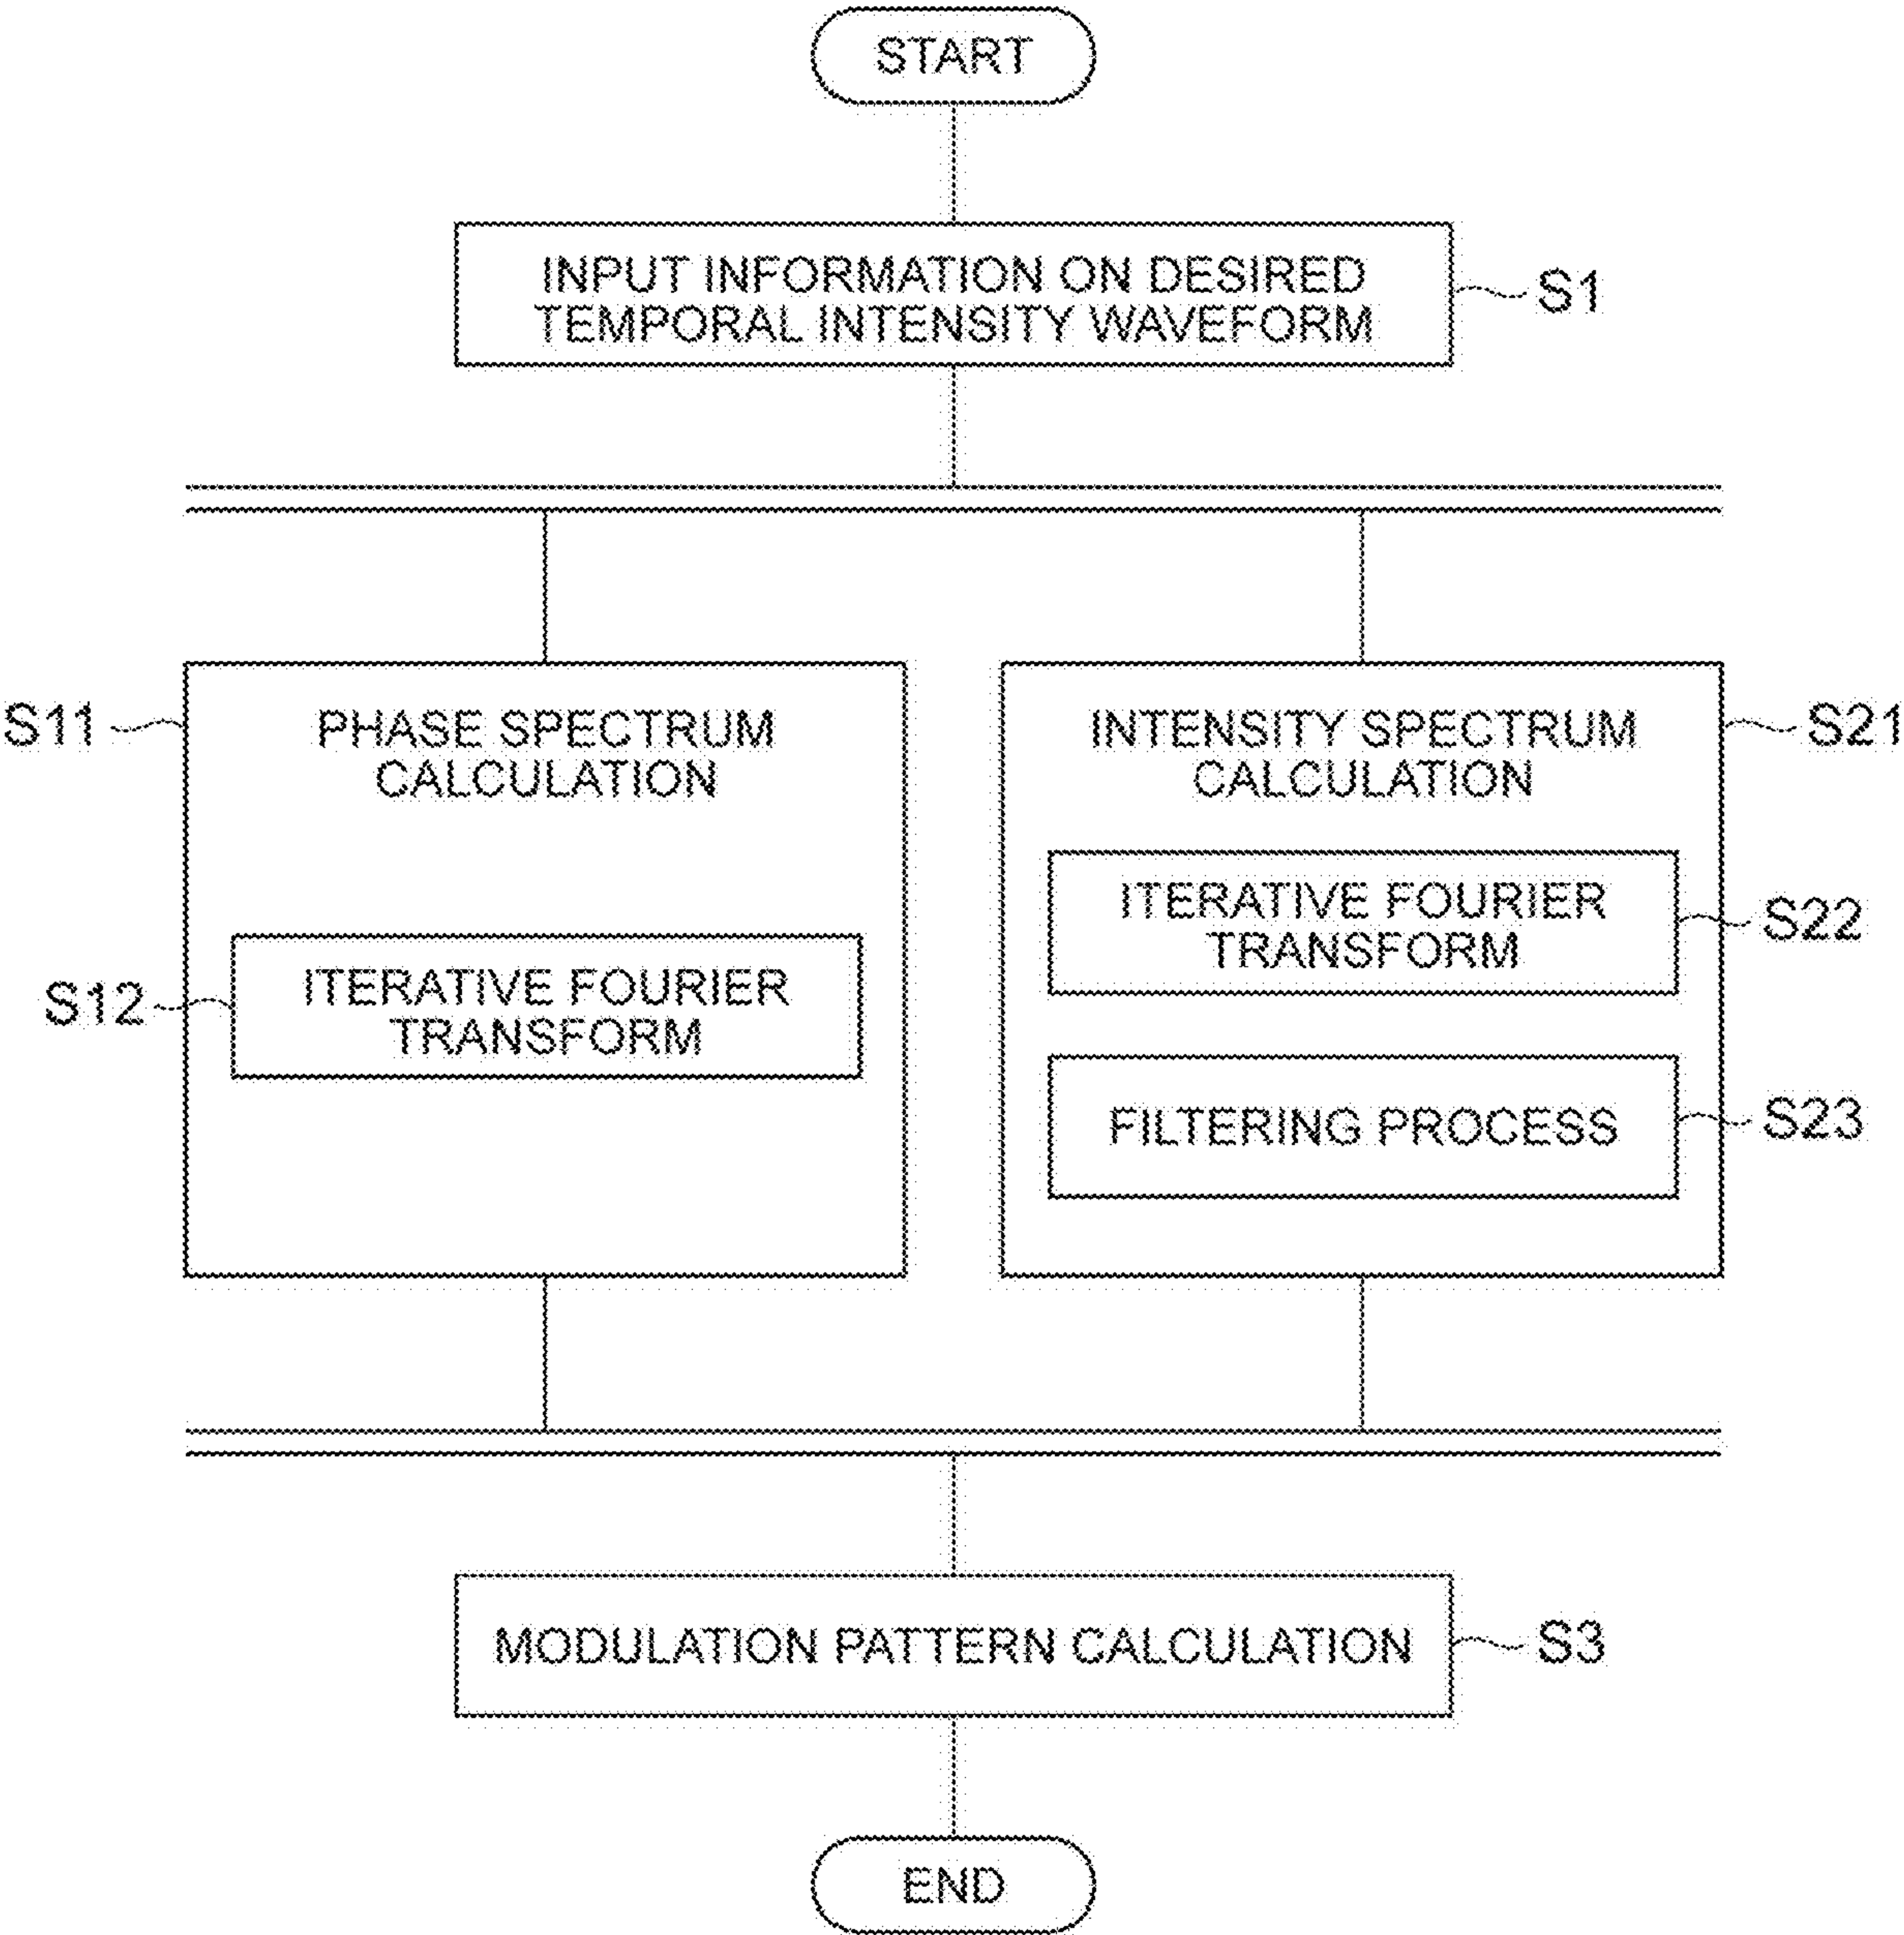 START
INPUT INFORMATION ON DESIRED
TEMPORAL INTENSITY WAVEFORM
S1
S11
PHASE SPECTRUM
CALCULATION
S12
ITERATIVE FOURIER
TRANSFORM
INTENSITY SPECTRUM
CALCULATION
S21
ITERATIVE FOURIER
TRANSFORM
S22
FILTERING PROCESS
S23
MODULATION PATTERN CALCULATION
S3
END